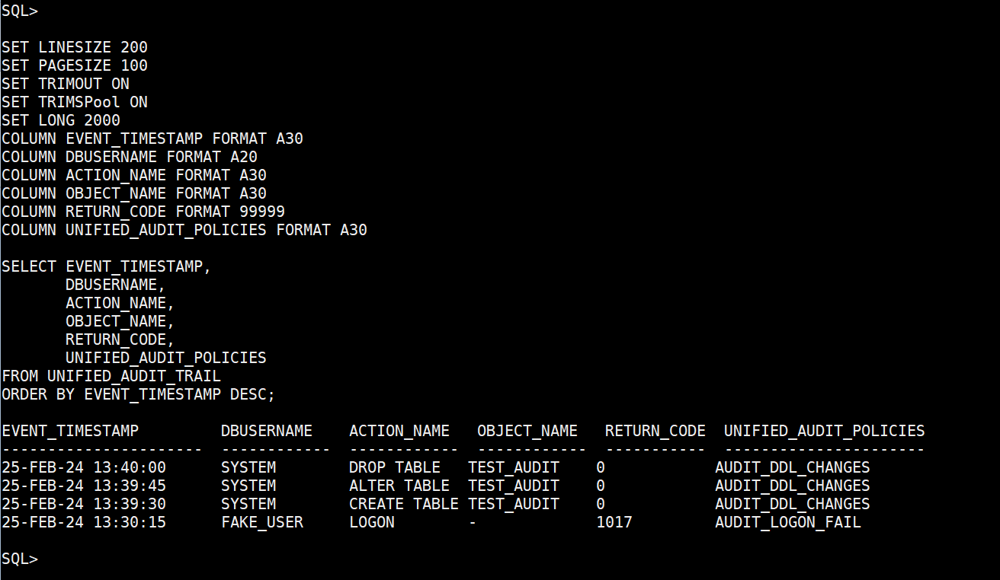 SQL>
SET LINESIZE 200
SET PAGESIZE 100
SET TRIMOUT ON
SET TRIMSPool ON
SET LONG 2000
COLUMN EVENT_TIMESTAMP FORMAT A30
COLUMN DBUSERNAME FORMAT A20
COLUMN ACTION_NAME FORMAT A30
COLUMN OBJECT_NAME FORMAT A30
COLUMN RETURN_CODE FORMAT 99999
COLUMN UNIFIED_AUDIT_POLICIES FORMAT A30
SELECT EVENT_TIMESTAMP,
       DBUSERNAME,
       ACTION_NAME,
       OBJECT_NAME,
       RETURN_CODE,
       UNIFIED_AUDIT_POLICIES
FROM UNIFIED_AUDIT_TRAIL
ORDER BY EVENT_TIMESTAMP DESC;
EVENT_TIMESTAMP         DBUSERNAME    ACTION_NAME   OBJECT_NAME   RETURN_CODE  UNIFIED_AUDIT_POLICIES
----------------------  ------------  ------------  ------------  -----------  ----------------------
25-FEB-24 13:40:00      SYSTEM        DROP TABLE   TEST_AUDIT    0            AUDIT_DDL_CHANGES
25-FEB-24 13:39:45      SYSTEM        ALTER TABLE  TEST_AUDIT    0            AUDIT_DDL_CHANGES
25-FEB-24 13:39:30      SYSTEM        CREATE TABLE TEST_AUDIT    0            AUDIT_DDL_CHANGES
25-FEB-24 13:30:15      FAKE_USER     LOGON        -             1017         AUDIT_LOGON_FAIL
SQL>